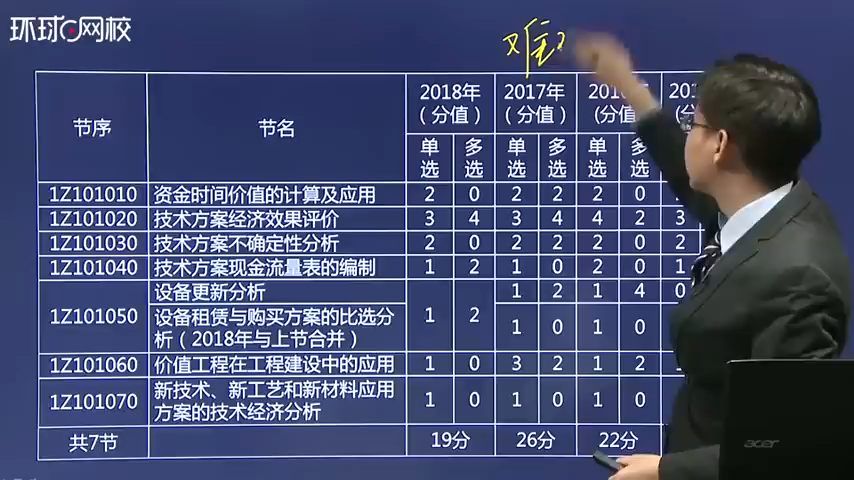 环球网校
难
节序 节名 2018年（分值） 2017年（分值）
单选 多选 单选 多选 单选
1Z101010 资金时间价值的计算及应用 2 0 2 2 2 0
1Z101020 技术方案经济效果评价 3 4 3 4 4 2 3
1Z101030 技术方案不确定性分析 2 0 2 2 2 0 2
1Z101040 技术方案现金流量表的编制 1 2 1 0 2 0 1
1Z101050 设备更新分析 1 2 1 2 1 4 0
设备租赁与购买方案的比选分析（2018年与上节合并） 1 0 1 0
1Z101060 价值工程在工程建设中的应用 1 0 3 2 1 2
1Z101070 新技术、新工艺和新材料应用方案的技术经济分析 1 0 1 0 1 0
共7节 19分 26分 22分
acer